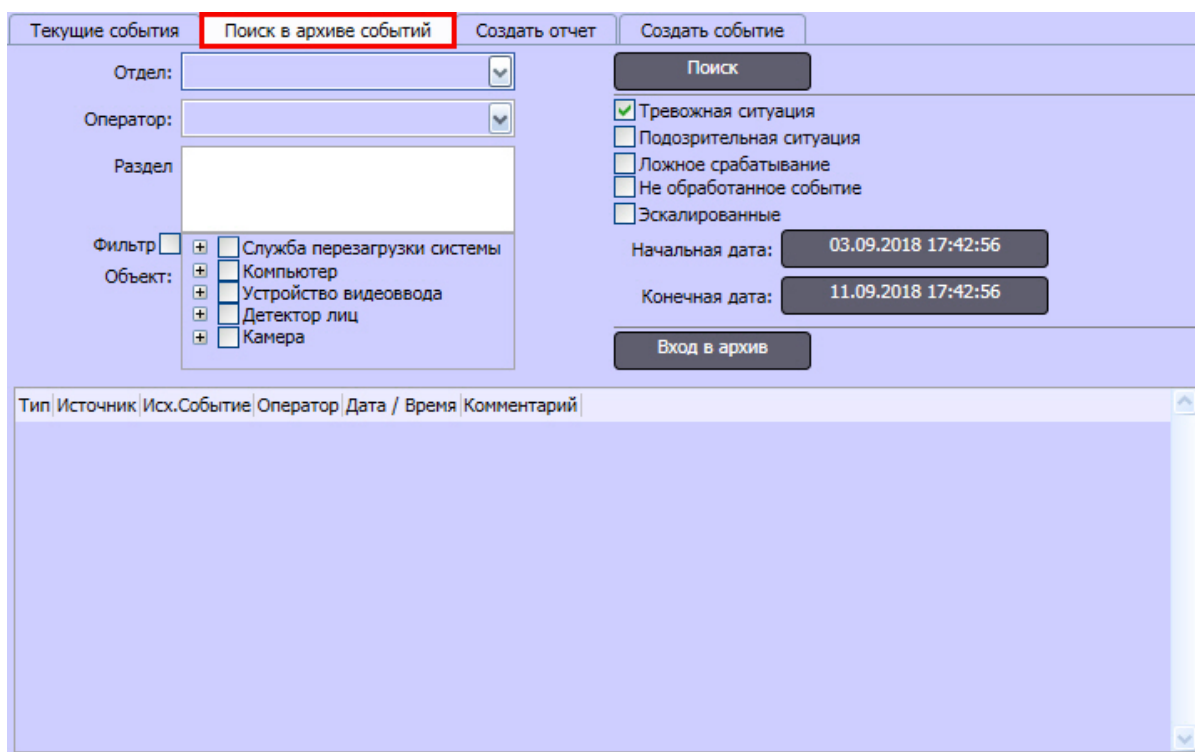 Текущие события Поиск в архиве событий Создать отчет Создать событие
Отдел:
Оператор:
Раздел
Фильтр
Объект:
Служба перезагрузки системы
Компьютер
Устройство видеоввода
Детектор лиц
Камера
Поиск
Тревожная ситуация
Подозрительная ситуация
Ложное срабатывание
Не обработанное событие
Эскалированные
Начальная дата: 03.09.2018 17:42:56
Конечная дата: 11.09.2018 17:42:56
Вход в архив
Тип Источник Исх.Событие Оператор Дата / Время Комментарий